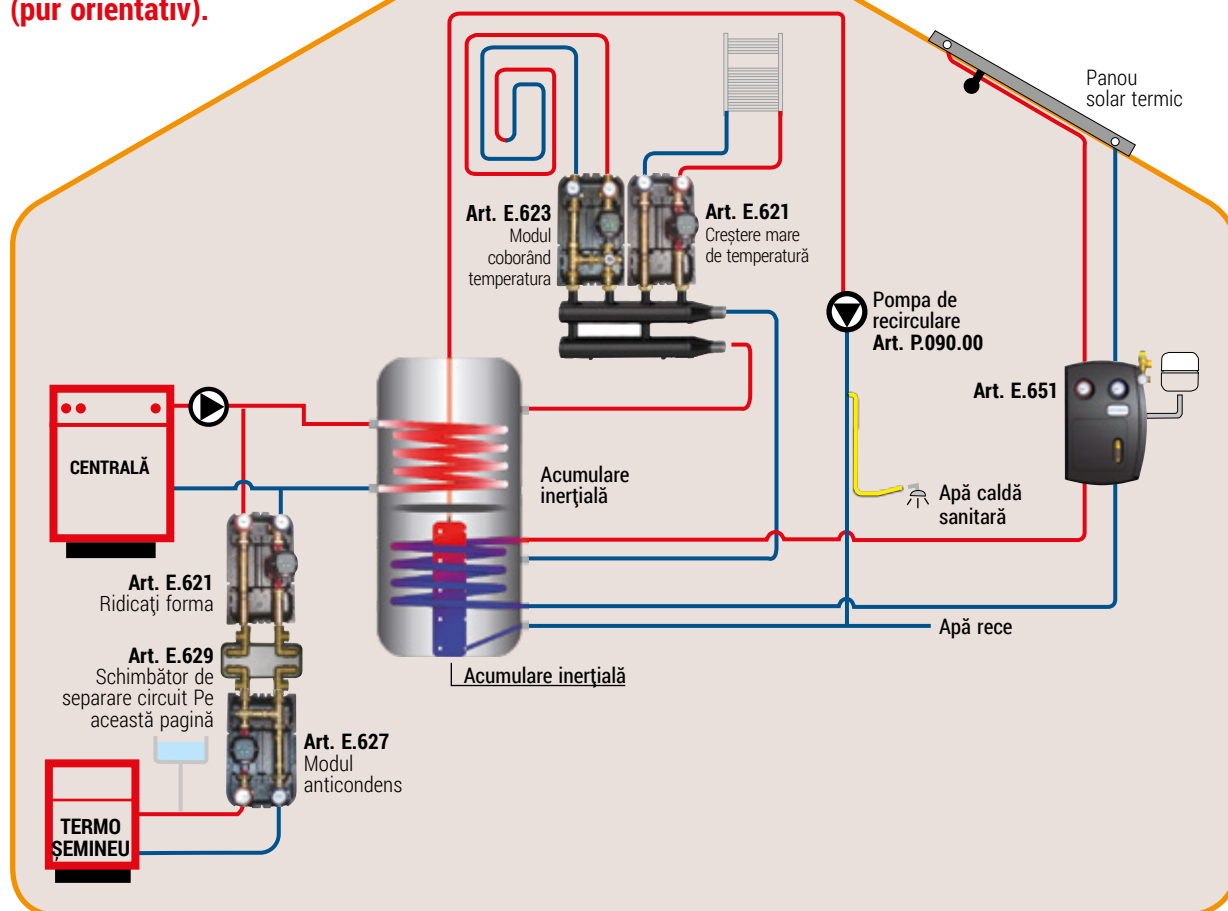 (pur orientativ).
Panou
solar termic
Art. E.623
Modul
coborând
temperatura
Art. E.621
Creștere mare
de temperatură
Pompa de
recirculare
Art. P.090.00
Art. E.651
CENTRALĂ
Acumulare
inerţială
Apă caldă
sanitară
Art. E.621
Ridicaţi forma
Apă rece
Art. E.629
Schimbător de
separare circuit Pe
această pagină
Acumulare inerţială
Art. E.627
Modul
anticondens
TERMO
ȘEMINEU